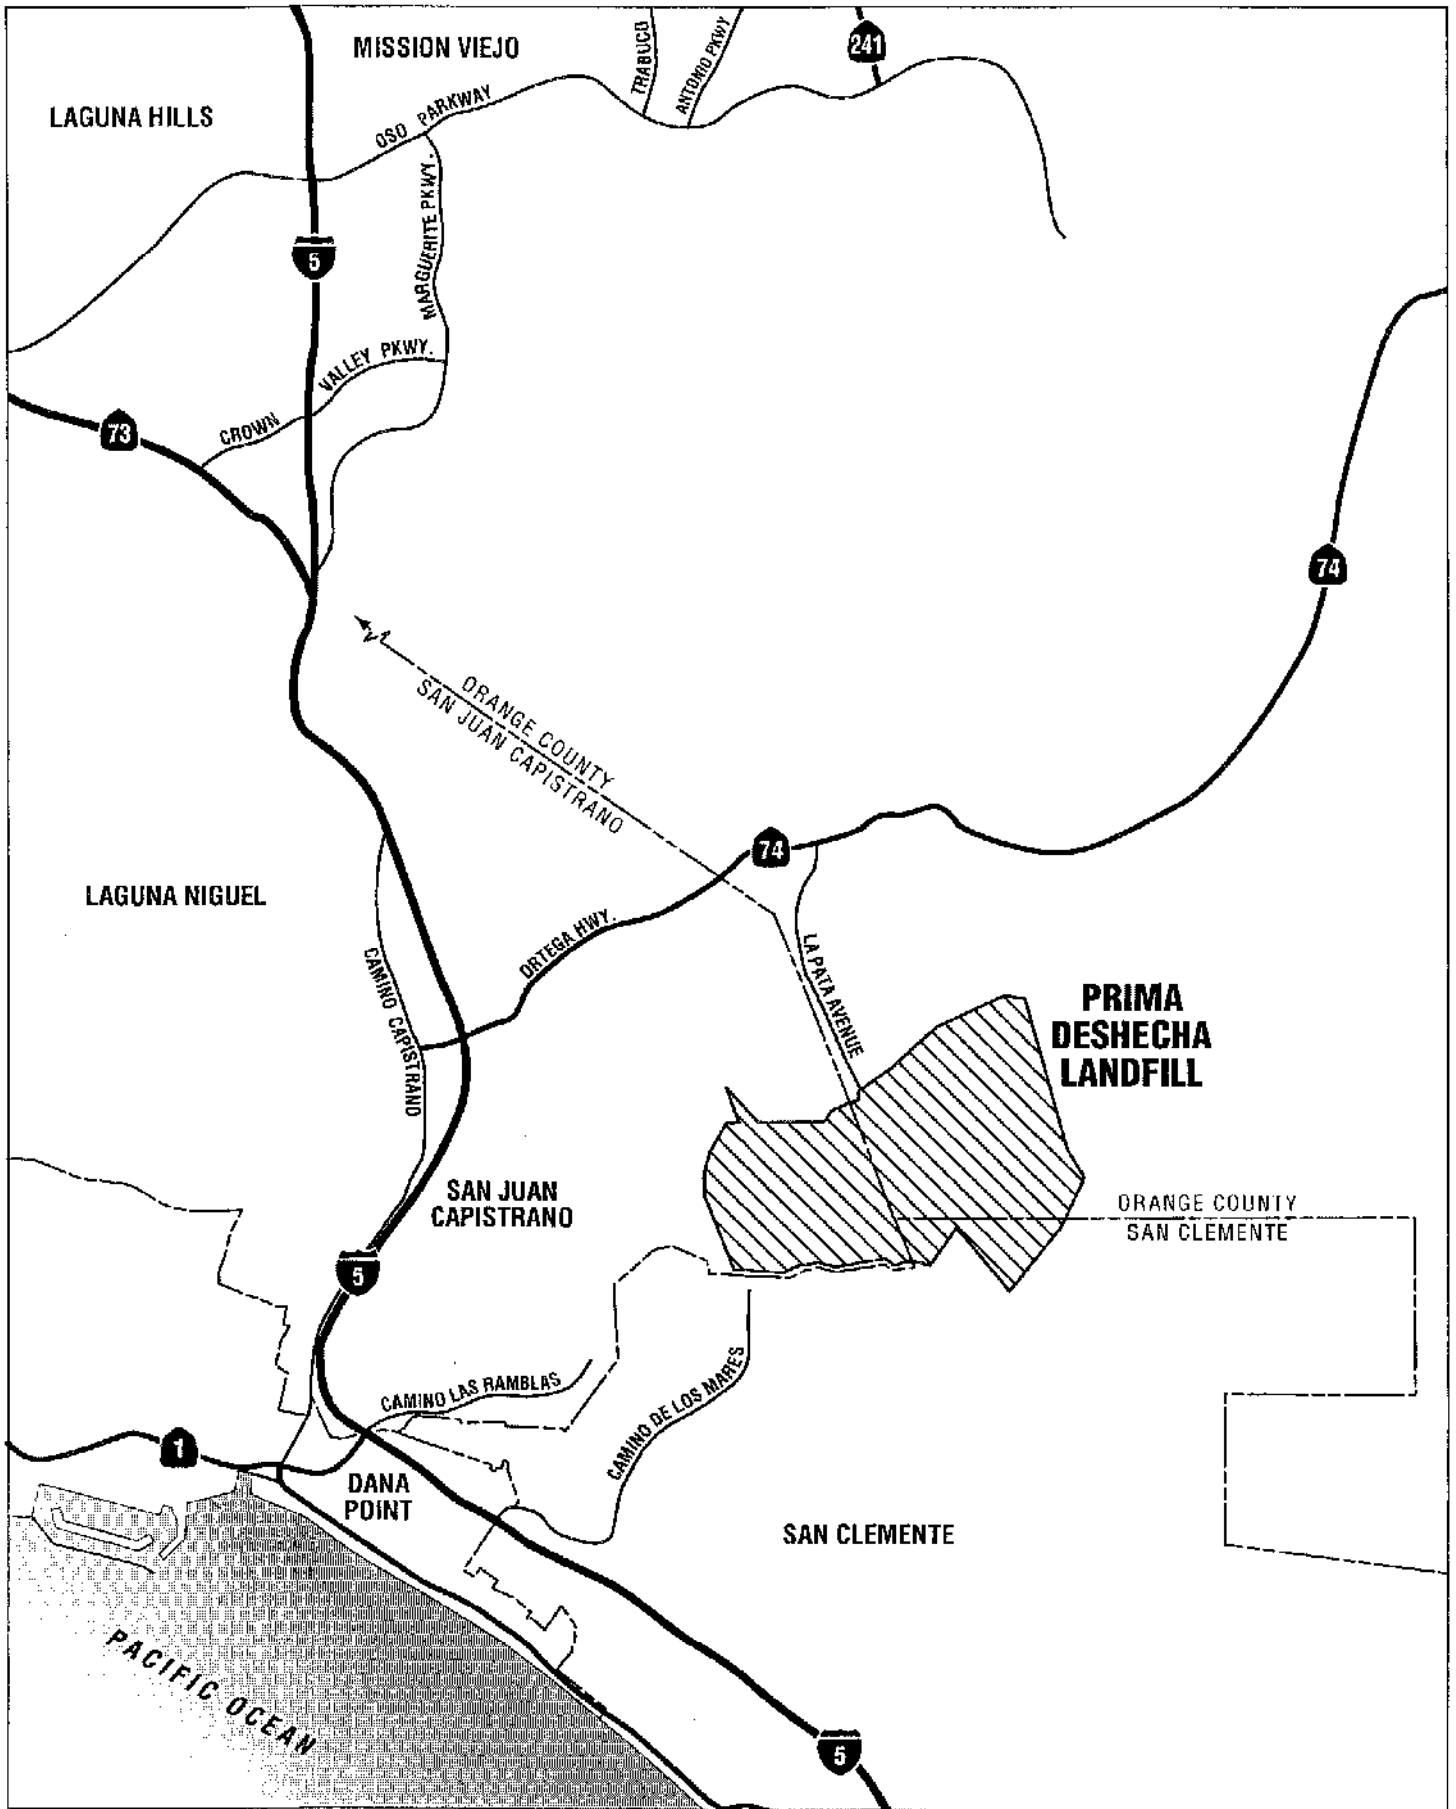 MISSION VIEJO
TRABUCO
ANTONIO PKWY
241
LAGUNA HILLS
OSO PARKWAY
MARGUERITE PKWY.
5
VALLEY PKWY.
CROWN
73
74
ORANGE COUNTY
SAN JUAN CAPISTRANO
74
LAGUNA NIGUEL
ORTEGA HWY.
CAMINO CAPISTRANO
LA PATA AVENUE
PRIMA
DESHECHA
LANDFILL
SAN JUAN
CAPISTRANO
ORANGE COUNTY
SAN CLEMENTE
5
CAMINO LAS RAMBLAS
CAMINO DE LOS MARES
1
DANA
POINT
SAN CLEMENTE
PACIFIC OCEAN
5